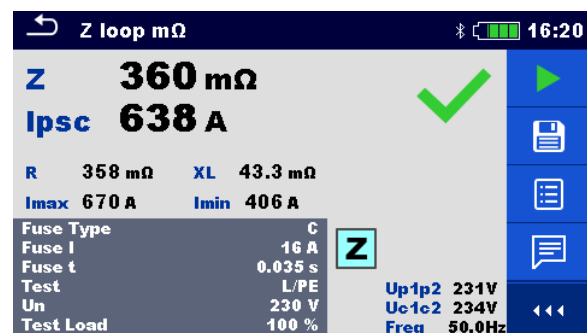 Z loop mΩ 16:20
Z 360 mΩ
Ipsc 638 A
R 358 mΩ XL 43.3 mΩ
Imax 670 A Imin 406 A
Fuse Type C
Fuse I 16 A
Fuse t 0.035 s
Test L/PE
Un 230 V
Test Load 100 %
Z
Up1p2 231V
Uc1c2 234V
Freq 50.0Hz